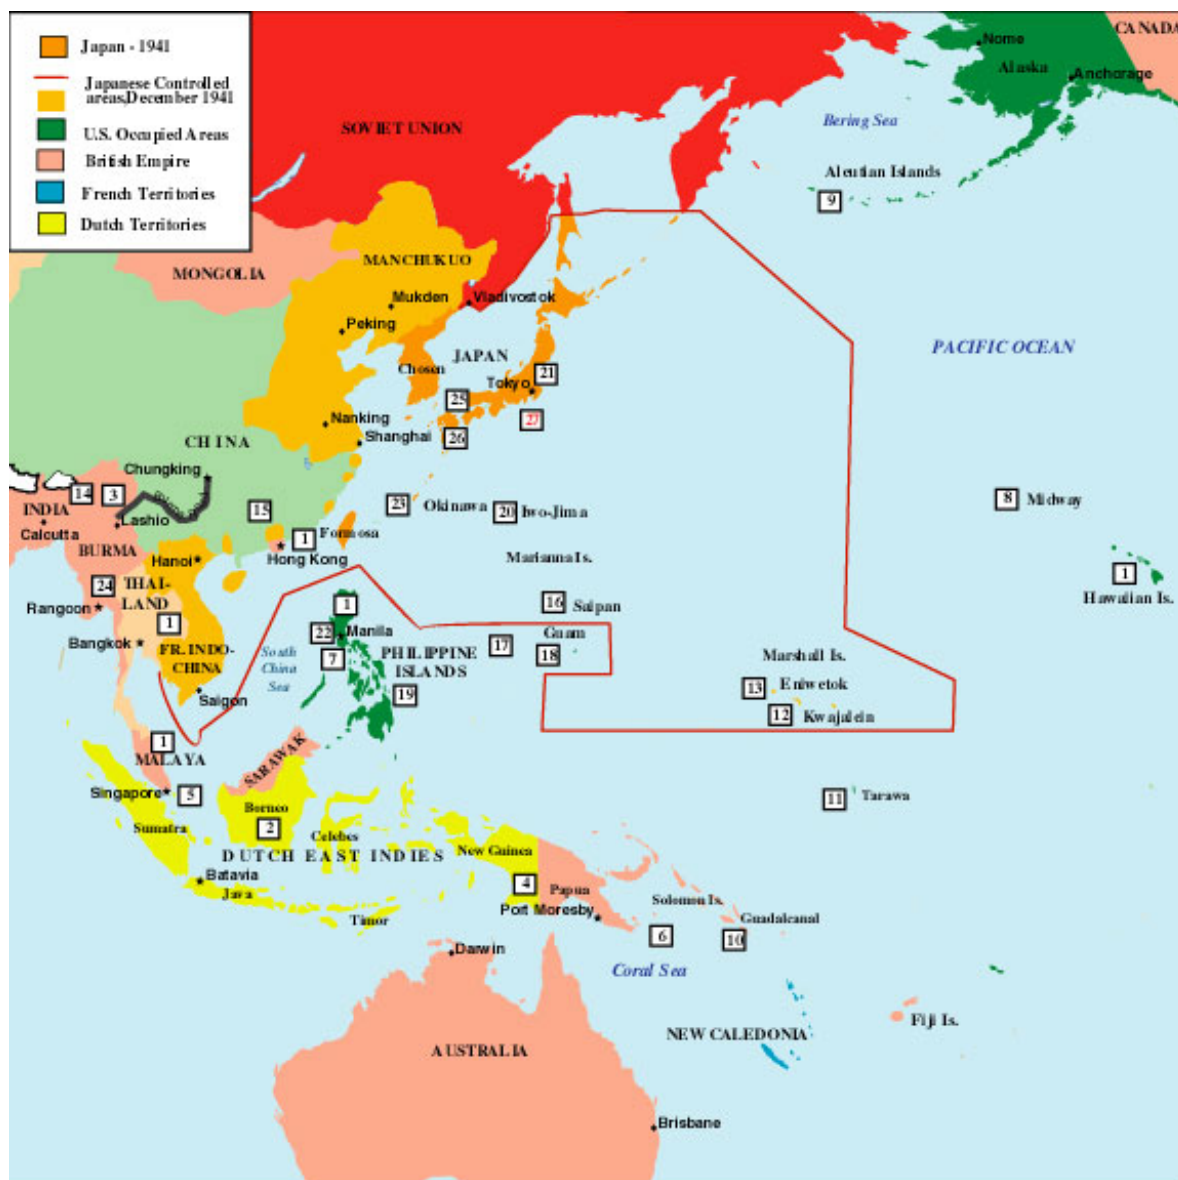 Japan - 1941
Japanese Controlled
areas,December 1941
U.S. Occupied Areas
British Empire
French Territories
Dutch Territories
CANADA
Nome
Alaska
Anchorage
SOVIET UNION
Bering Sea
Aleutian Islands
9
MONGOLIA
MANCHUKUO
Mukden
Vladivostok
Peking
JAPAN
Chosen
Tokyo
21
25
27
26
PACIFIC OCEAN
Nanking
Shanghai
CHINA
Chungking
14
3
15
INDIA
Lashio
Calcutta
BURMA
Hanoi
1
Formosa
Hong Kong
23
Okinawa
20
Iwo-Jima
8
Midway
Marianna Is.
24
THAI-
LAND
Rangoon
1
Bangkok
FR. INDO-
CHINA
Saigon
1
22
Manila
7
South
China
Sea
PHILIPPINE
ISLANDS
19
16
Saipan
Guam
17
18
1
Hawalian Is.
Marshall Is.
13
Eniwetok
12
Kwajalein
1
MALAYA
SARAWAK
Singapore
5
Borneo
2
Sumatra
Celebes
DUTCH EAST INDIES
New Guinea
11
Tarawa
Batavia
Java
Timor
4
Papua
Port Moresby
Solomon Is.
6
Guadalcanal
10
Darwin
Coral Sea
NEW CALEDONIA
Fiji Is.
AUSTRALIA
Brisbane